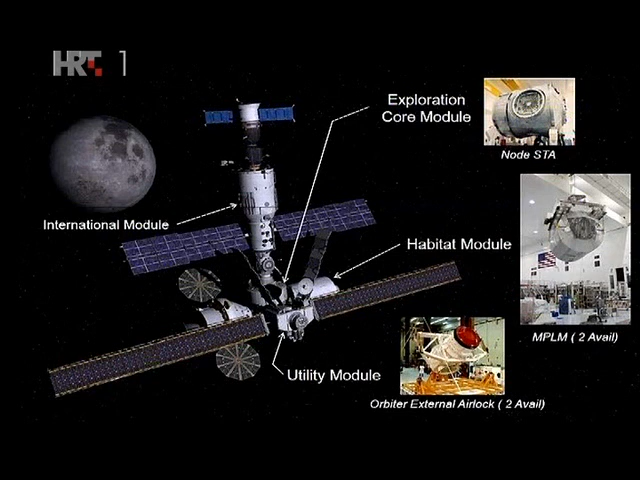 HRT 1
Exploration
Core Module
Node STA
International Module
Habitat Module
MPLM ( 2 Avail)
Utility Module
Orbiter External Airlock ( 2 Avail)